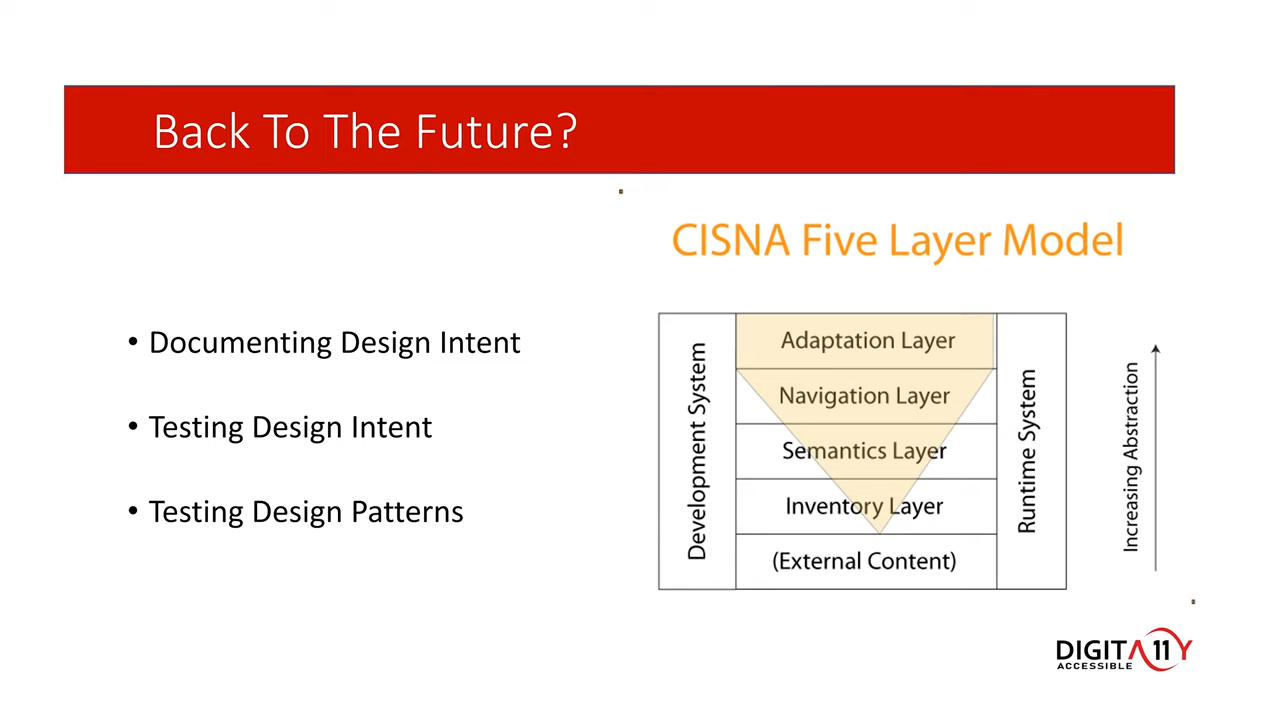 Back To The Future?
• Documenting Design Intent
• Testing Design Intent
• Testing Design Patterns
CISNA Five Layer Model
Development System
Adaptation Layer
Navigation Layer
Semantics Layer
Inventory Layer
(External Content)
Runtime System
Increasing Abstraction
DIGITA11Y
ACCESSIBLE